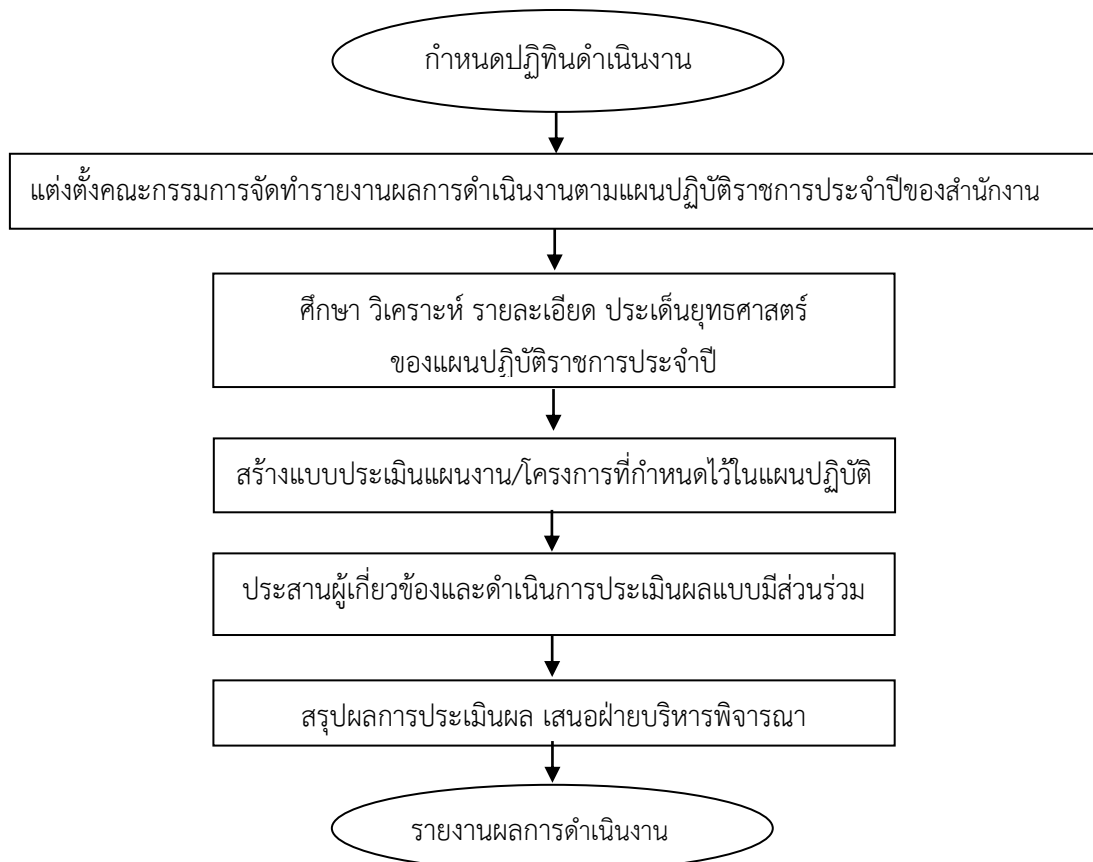 กำหนดปฏิทินดำเนินงาน
แต่งตั้งคณะกรรมการจัดทำรายงานผลการดำเนินงานตามแผนปฏิบัติราชการประจำปีของสำนักงาน
ศึกษา วิเคราะห์ รายละเอียด ประเด็นยุทธศาสตร์
ของแผนปฏิบัติราชการประจำปี
สร้างแบบประเมินแผนงาน/โครงการที่กำหนดไว้ในแผนปฏิบัติ
ประสานผู้เกี่ยวข้องและดำเนินการประเมินผลแบบมีส่วนร่วม
สรุปผลการประเมินผล เสนอฝ่ายบริหารพิจารณา
รายงานผลการดำเนินงาน